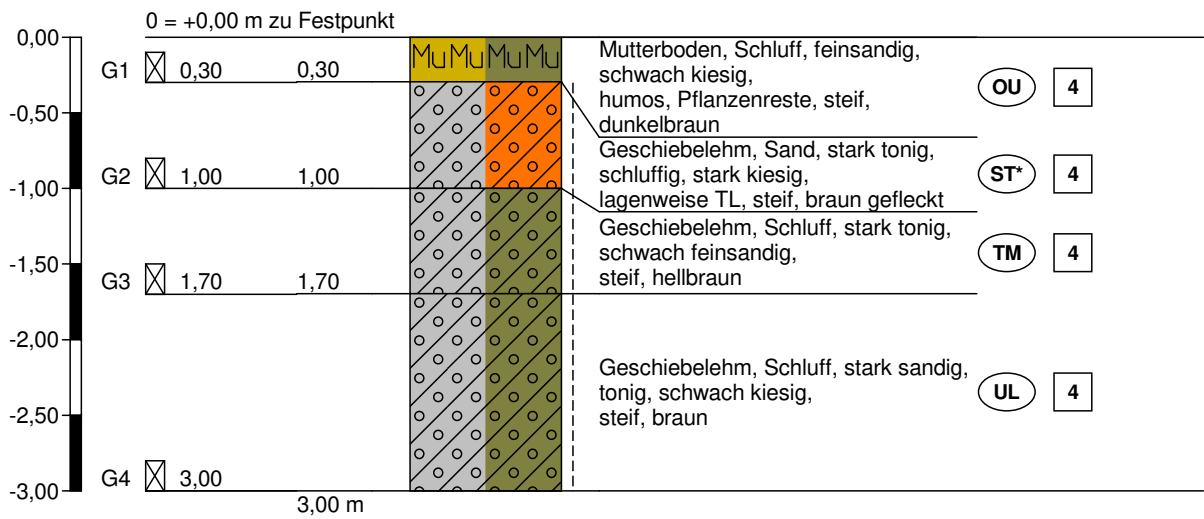 0 = +0,00 m zu Festpunkt
0,00
Mu Mu Mu Mu
Mutterboden, Schluff, feinsandig,
schwach kiesig,
humos, Pflanzenreste, steif,
dunkelbraun
OU 4
G1 0,30 0,30
-0,50
Geschiebelehm, Sand, stark tonig,
schluffig, stark kiesig,
lagenweise TL, steif, braun gefleckt
ST* 4
G2 1,00 1,00
-1,00
Geschiebelehm, Schluff, stark tonig,
schwach feinsandig,
steif, hellbraun
TM 4
-1,50
G3 1,70 1,70
-2,00
Geschiebelehm, Schluff, stark sandig,
tonig, schwach kiesig,
steif, braun
UL 4
-2,50
G4 3,00
-3,00
3,00 m